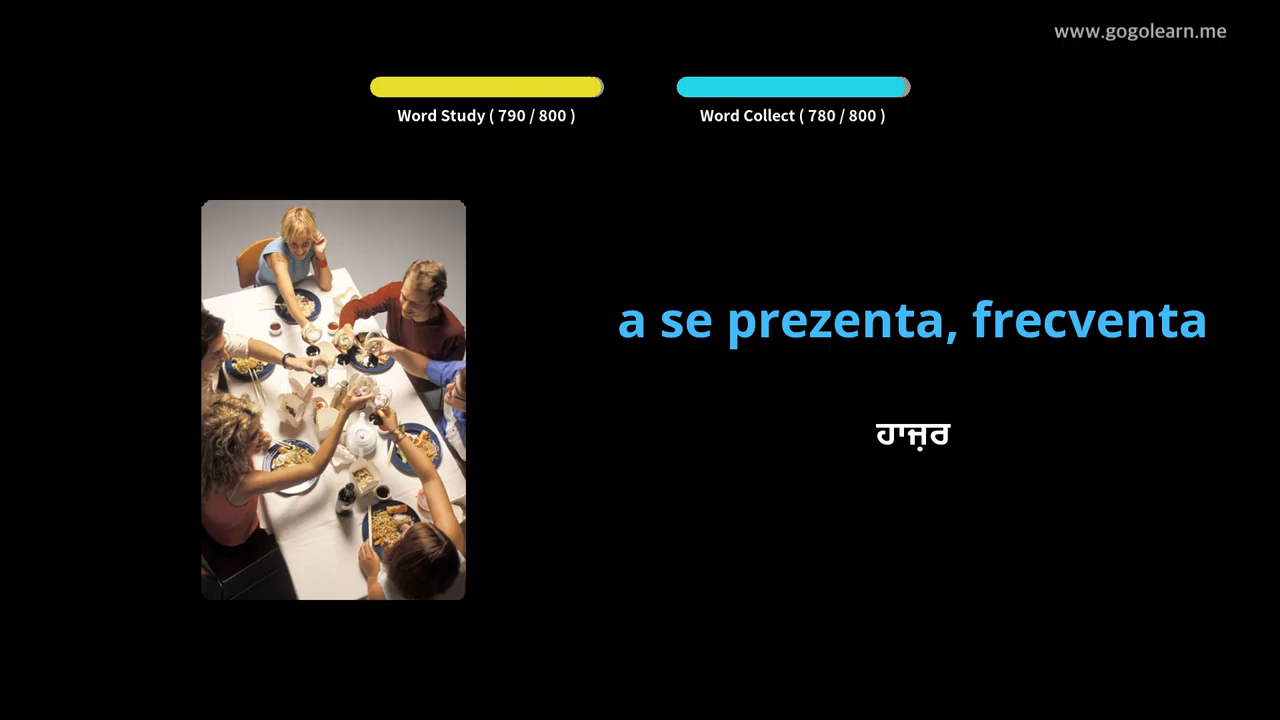 www.gogolearn.me
Word Study ( 790 / 800 )
Word Collect ( 780 / 800 )
a se prezenta, frecventa
ਹਾਜ਼ਰ